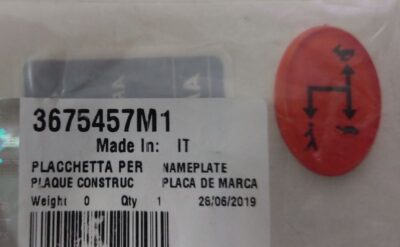 3675457M1
Made In: IT
PLACCHETTA PER NAMEPLATE
PLAQUE CONSTRUC PLACA DE MARCA
Weight 0 Qty 1 26/06/2019